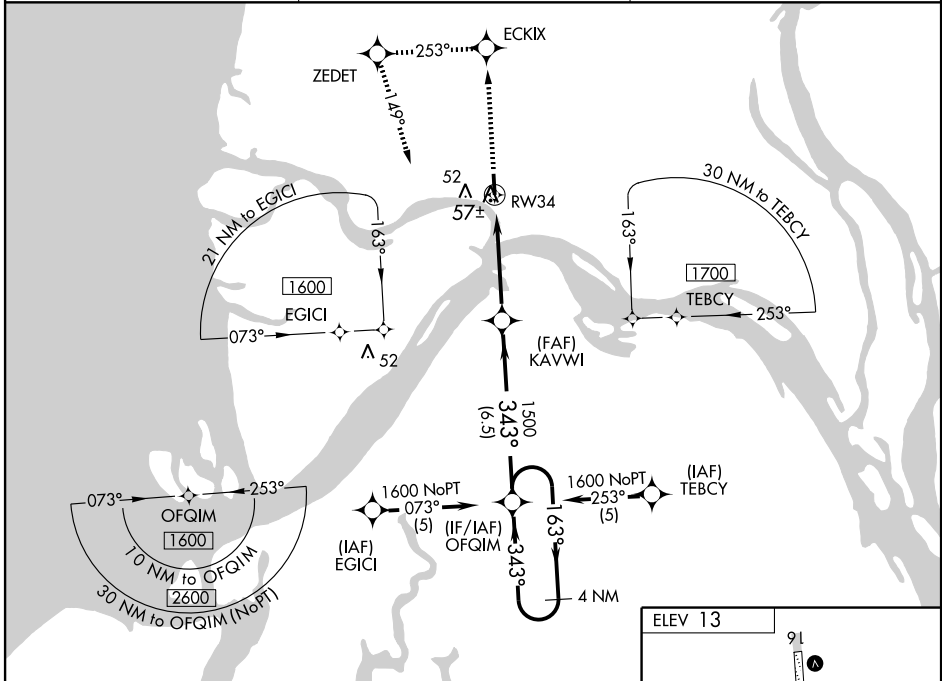 ECKIX
253°
ZEDET
149°
52
57±
RW34
21 NM to EGICI
163°
1600
EGICI
073°
52
30 NM to TEBCY
163°
1700
TEBCY
253°
(FAF)
KAVWI
1500
343°
(6.5)
073°
253°
OFQIM
1600
10 NM to OFQIM
2600
30 NM to OFQIM (NoPT)
1600 NoPT
073°
(5)
(IAF)
EGICI
(IF/IAF)
OFQIM
1600 NoPT
253°
(5)
(IAF)
TEBCY
163°
343°
4 NM
ELEV 13
16
V